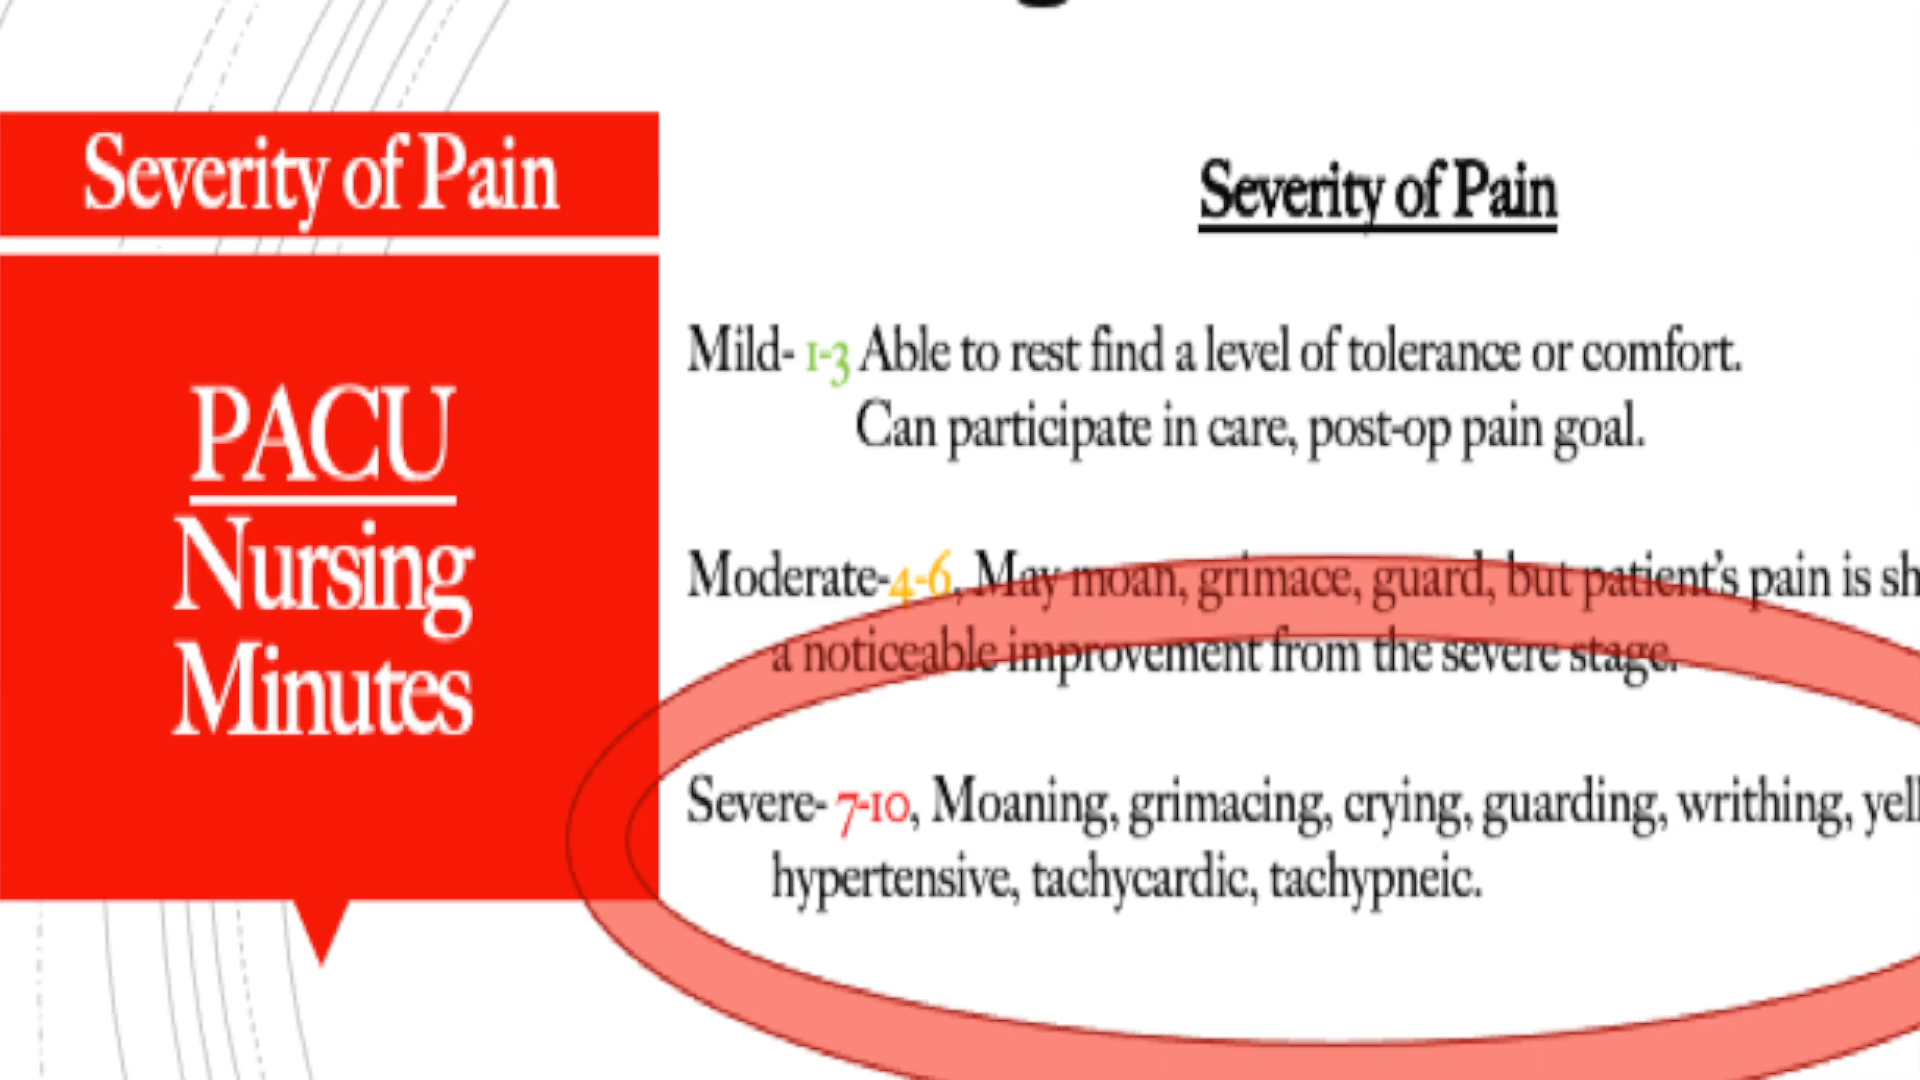 Severity of Pain
PACU
Nursing
Minutes
Severity of Pain
Mild- 1-3 Able to rest find a level of tolerance or comfort.
Can participate in care, post-op pain goal.
Moderate-4-6, May moan, grimace, guard, but patient's pain is
a noticeable improvement from the severe stage.
Severe- 7-10, Moaning, grimacing, crying, guarding, writhing,
hypertensive, tachycardic, tachypneic.